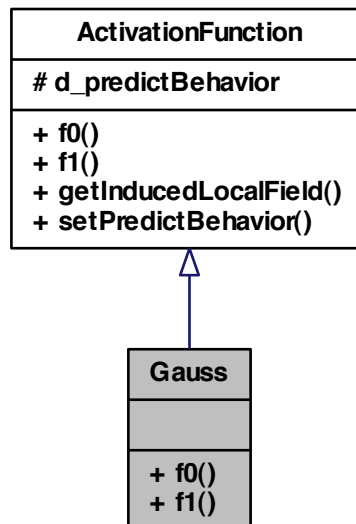 ActivationFunction
# d_predictBehavior
+ f0()
+ f1()
+ getInducedLocalField()
+ setPredictBehavior()
Gauss
+ f0()
+ f1()